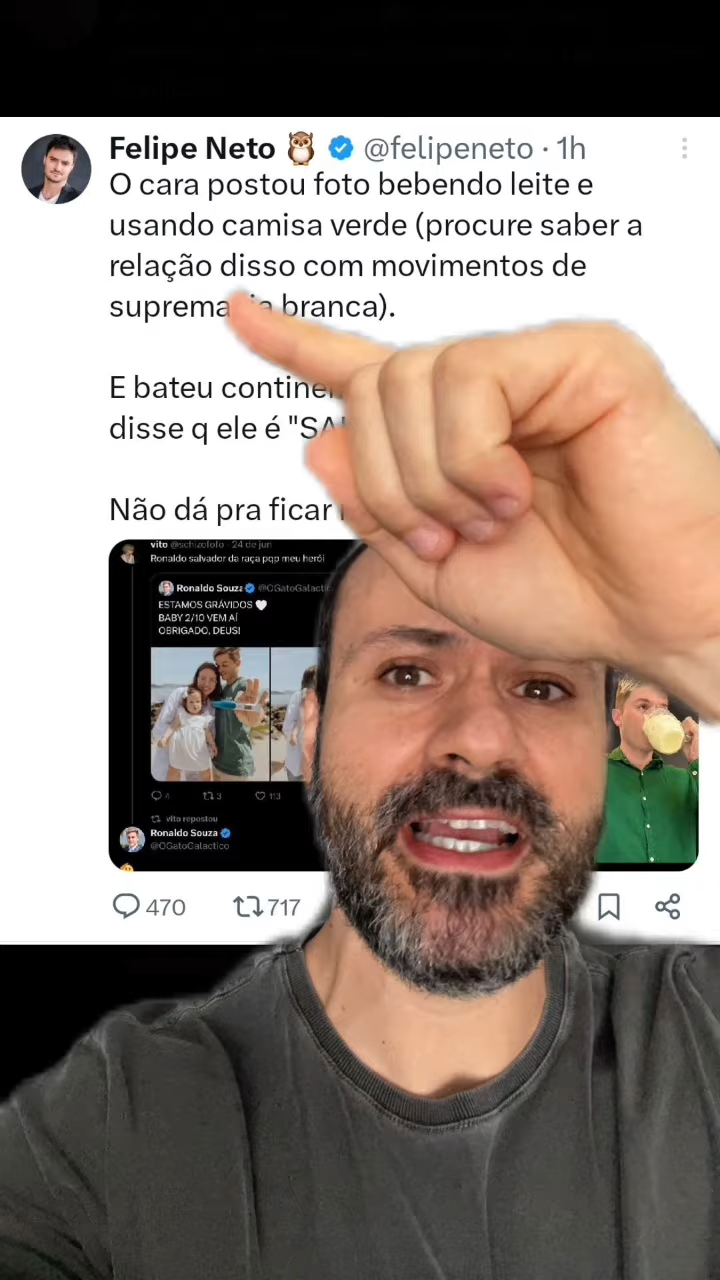 Felipe Neto 🦉 @felipeneto · 1h
O cara postou foto bebendo leite e
usando camisa verde (procure saber a
relação disso com movimentos de
suprema branca).
E bateu
disse q ele é
Não dá pra ficar
vito @schizofofo · 24 de jun
Ronaldo salvador da raça pqp meu herói
Ronaldo Souza
ESTAMOS GRÁVIDOS 🤍
BABY 2/10 VEM AÍ
OBRIGADO, DEUS!
113
vito repostou
Ronaldo Souza
@OGatoGalactico
470
717